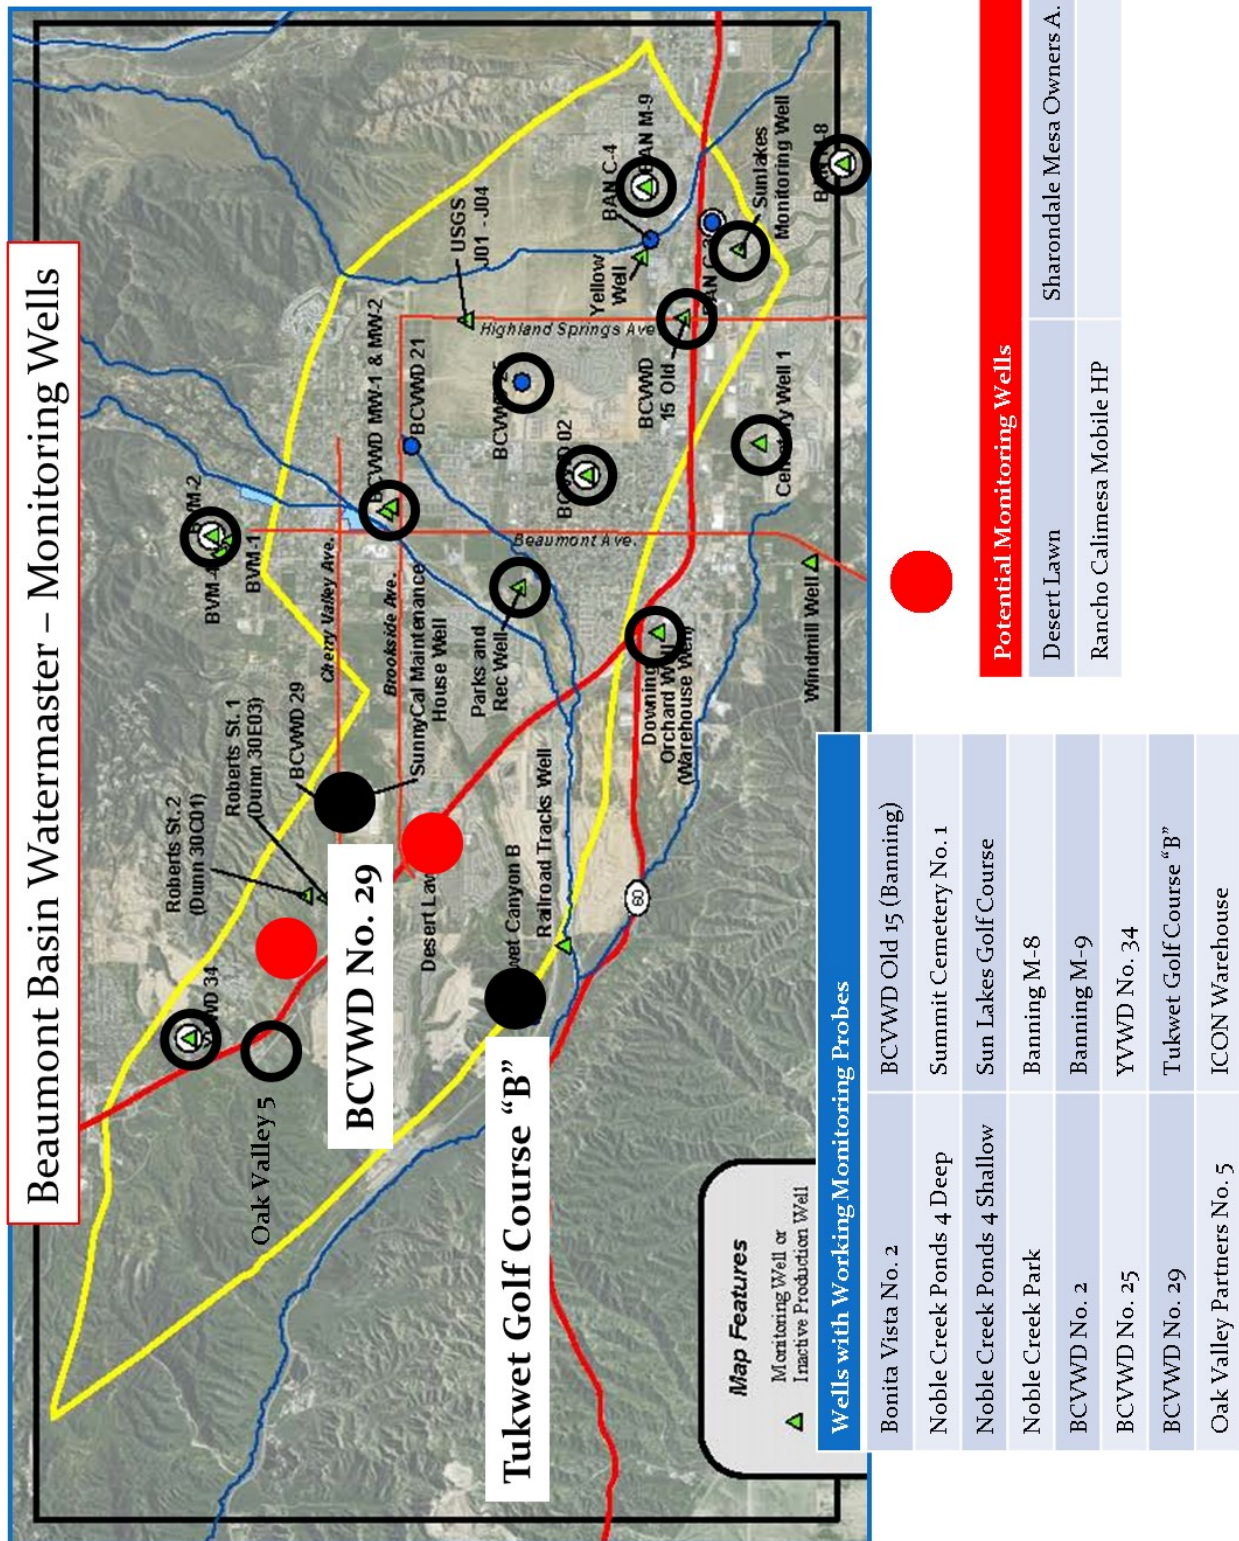 Beaumont Basin Watermaster – Monitoring Wells
BVM-1
Roberts St. 2
(Dunn 30C01)
Roberts St. 1
(Dunn 30E03)
BCVWD 29
Oak Valley 5
BCVWD No. 29
Cherry Valley Ave.
Brookside Ave.
SunnyCal Maintenance
House Well
BCVWD MW-1 & MW-2
BCVWD 21
USGS
J01 - J04
Highland Springs Ave
Beaumont Ave.
Parks and
Rec Well
Railroad Tracks Well
Tukwet Golf Course “B”
Yellow
Well
BAN C-4
BCVWD
15 Old
Sunlakes
Monitoring Well
Downing
Orchard
(Warehouse Well)
Windmill Well
60
Map Features
Monitoring Well or
Inactive Production Well
Wells with Working Monitoring Probes
Bonita Vista No. 2 BCVWD Old 15 (Banning)
Noble Creek Ponds 4 Deep Summit Cemetery No. 1
Noble Creek Ponds 4 Shallow Sun Lakes Golf Course
Noble Creek Park Banning M-8
BCVWD No. 2 Banning M-9
BCVWD No. 25 YVWD No. 34
BCVWD No. 29 Tukwet Golf Course “B”
Oak Valley Partners No. 5 ICON Warehouse
Potential Monitoring Wells
Desert Lawn Sharondale Mesa Owners A.
Rancho Calimesa Mobile HP